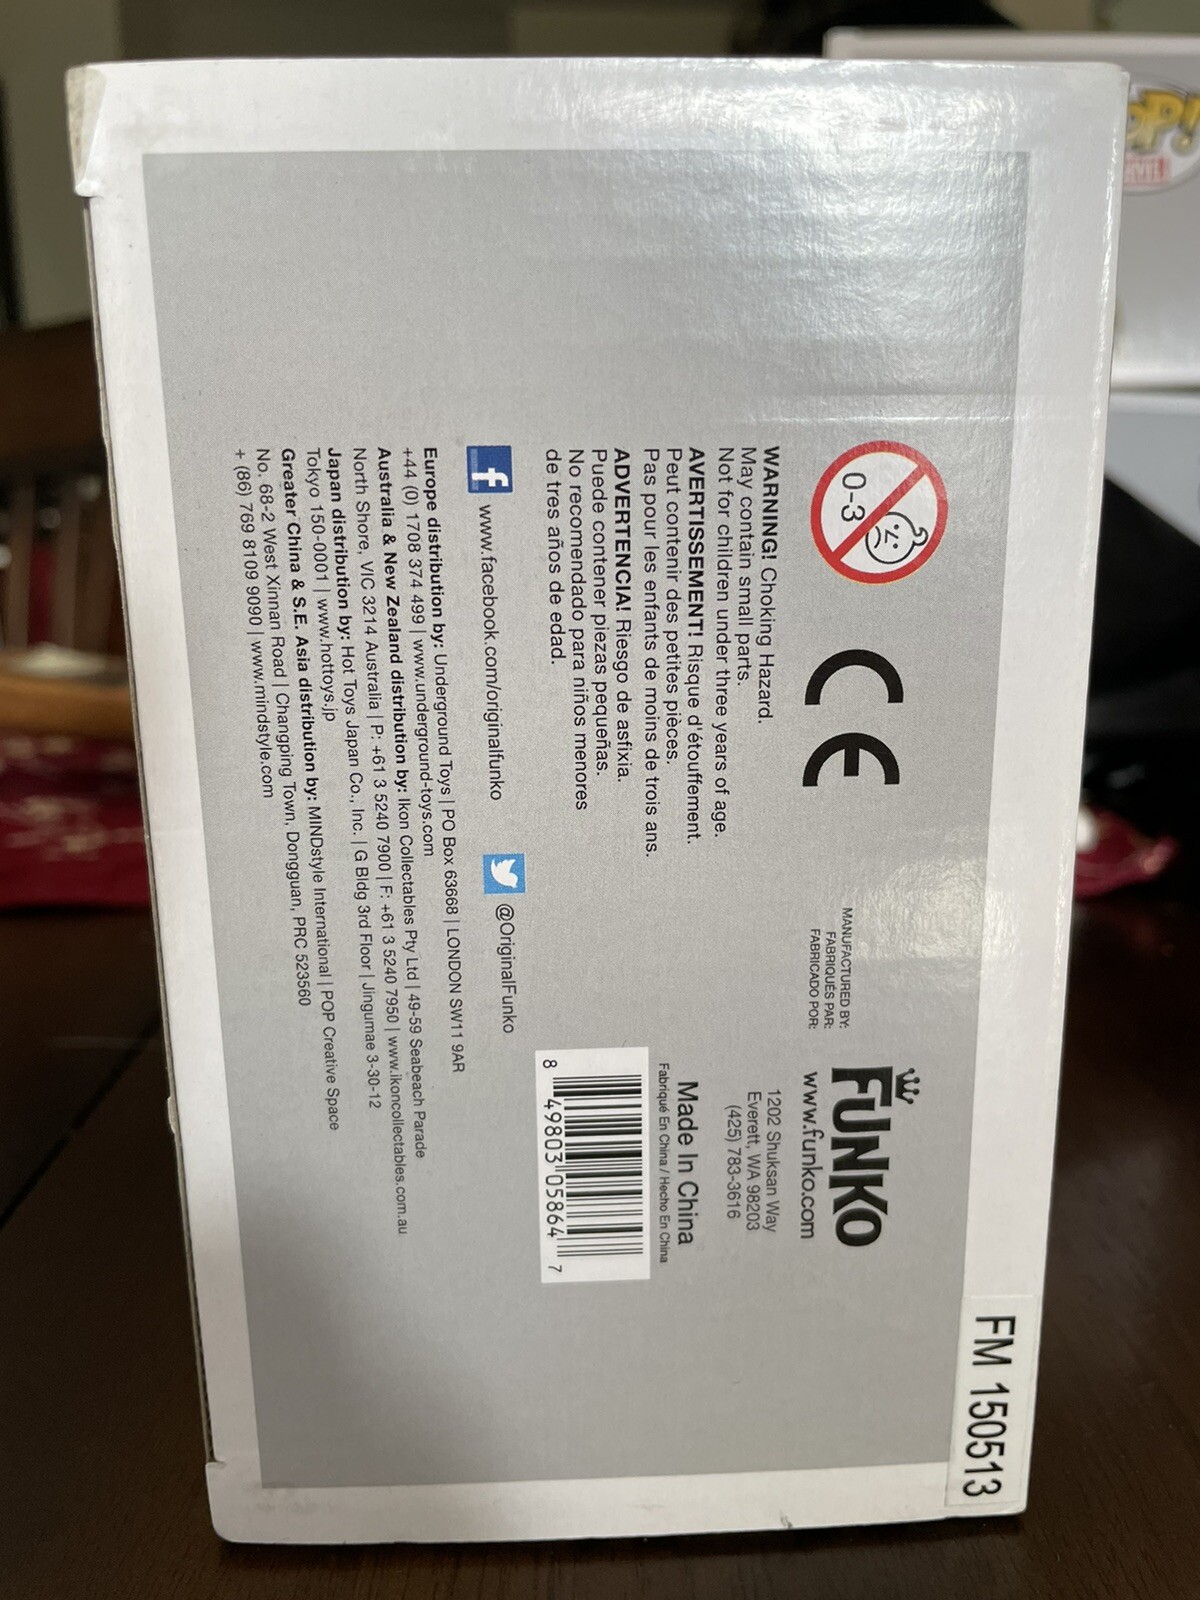 0-3
CE
WARNING! Choking Hazard.
May contain small parts.
Not for children under three years of age.
AVERTISSEMENT! Risque d'étouffement.
Peut contenir des petites pièces.
Pas pour les enfants de moins de trois ans.
ADVERTENCIA! Riesgo de asfixia.
Puede contener piezas pequeñas.
No recomendado para niños menores
de tres años de edad.
MANUFACTURED BY:
FABRIQUÉS PAR:
FABRICADO POR:
FUNKO
www.funko.com
1202 Shuksan Way
Everett, WA 98203
(425) 783-3616
Made In China
Fabriqué En China / Hecho En China
8 49803 05864 7
f www.facebook.com/originalfunko
@OriginalFunko
Europe distribution by: Underground Toys | PO Box 63668 | LONDON SW11 9AR
+44 (0) 1708 374 499 | www.underground-toys.com
Australia & New Zealand distribution by: Ikon Collectables Pty Ltd | 49-59 Seabeach Parade
North Shore, VIC 3214 Australia | P: +61 3 5240 7900 | F: +61 3 5240 7950 | www.ikoncollectables.com.au
Japan distribution by: Hot Toys Japan Co., Inc. | G Bldg 3rd Floor | Jingumae 3-30-12
Tokyo 150-0001 | www.hottoys.jp
Greater China & S.E. Asia distribution by: MINDstyle International | POP Creative Space
No. 68-2 West Xinnan Road | Changping Town, Dongguan, PRC 523560
+ (86) 769 8109 9090 | www.mindstyle.com
FM 150513